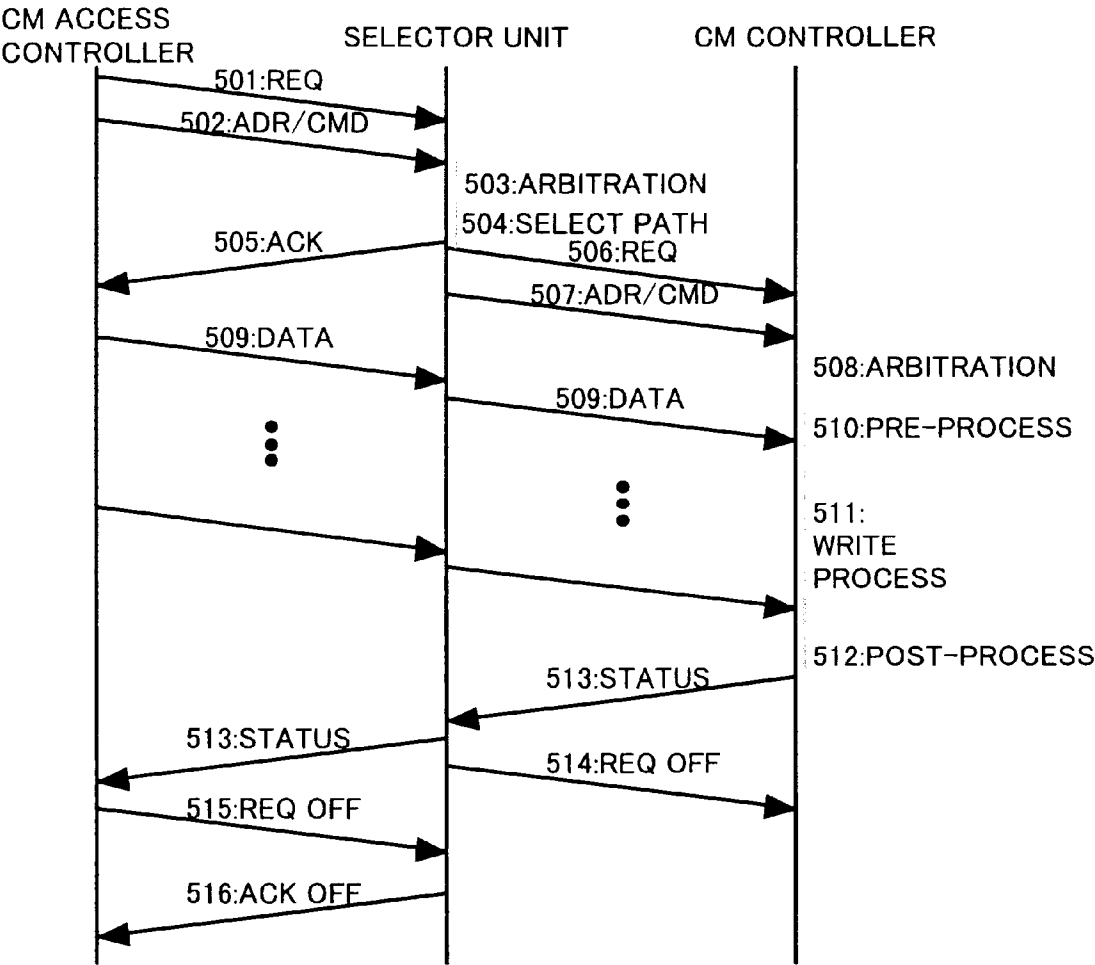 CM ACCESS
CONTROLLER
SELECTOR UNIT
CM CONTROLLER
501:REQ
502:ADR/CMD
503:ARBITRATION
504:SELECT PATH
505:ACK
506:REQ
507:ADR/CMD
509:DATA
508:ARBITRATION
509:DATA
510:PRE-PROCESS
511:
WRITE
PROCESS
512:POST-PROCESS
513:STATUS
513:STATUS
514:REQ OFF
515:REQ OFF
516:ACK OFF